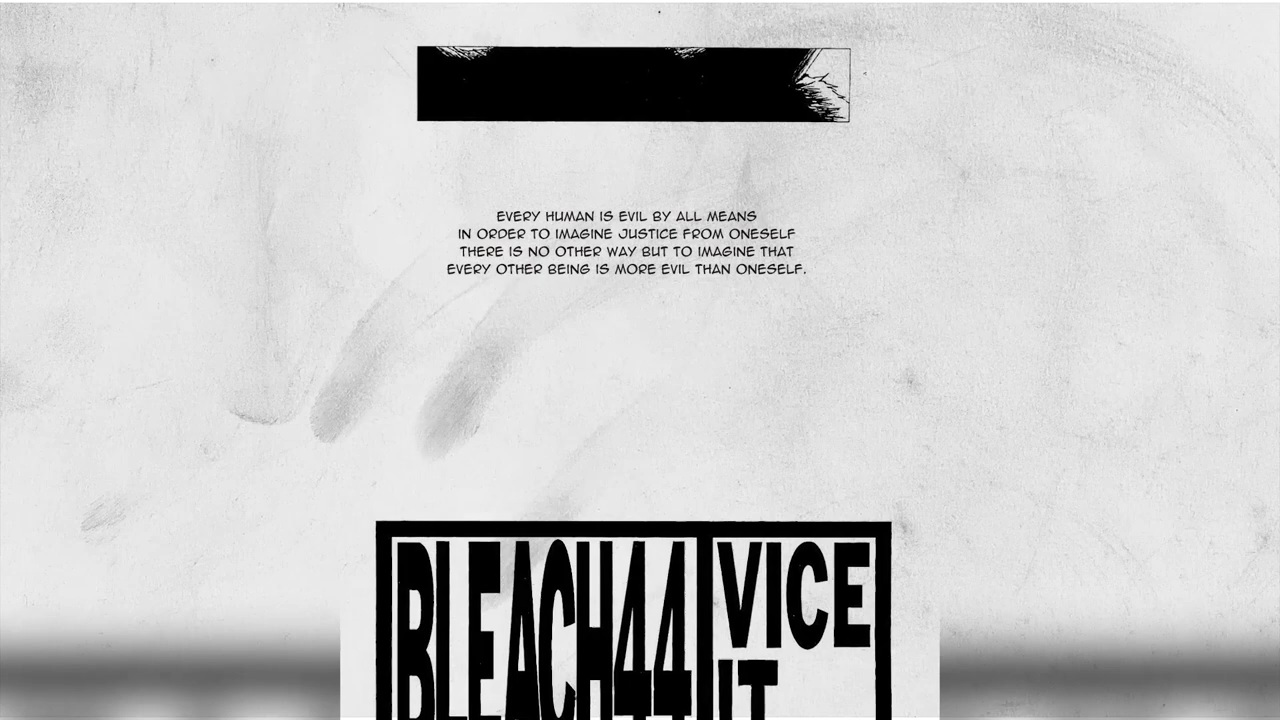 EVERY HUMAN IS EVIL BY ALL MEANS
IN ORDER TO IMAGINE JUSTICE FROM ONESELF
THERE IS NO OTHER WAY BUT TO IMAGINE THAT
EVERY OTHER BEING IS MORE EVIL THAN ONESELF.
BLEACH44
VICE
IT